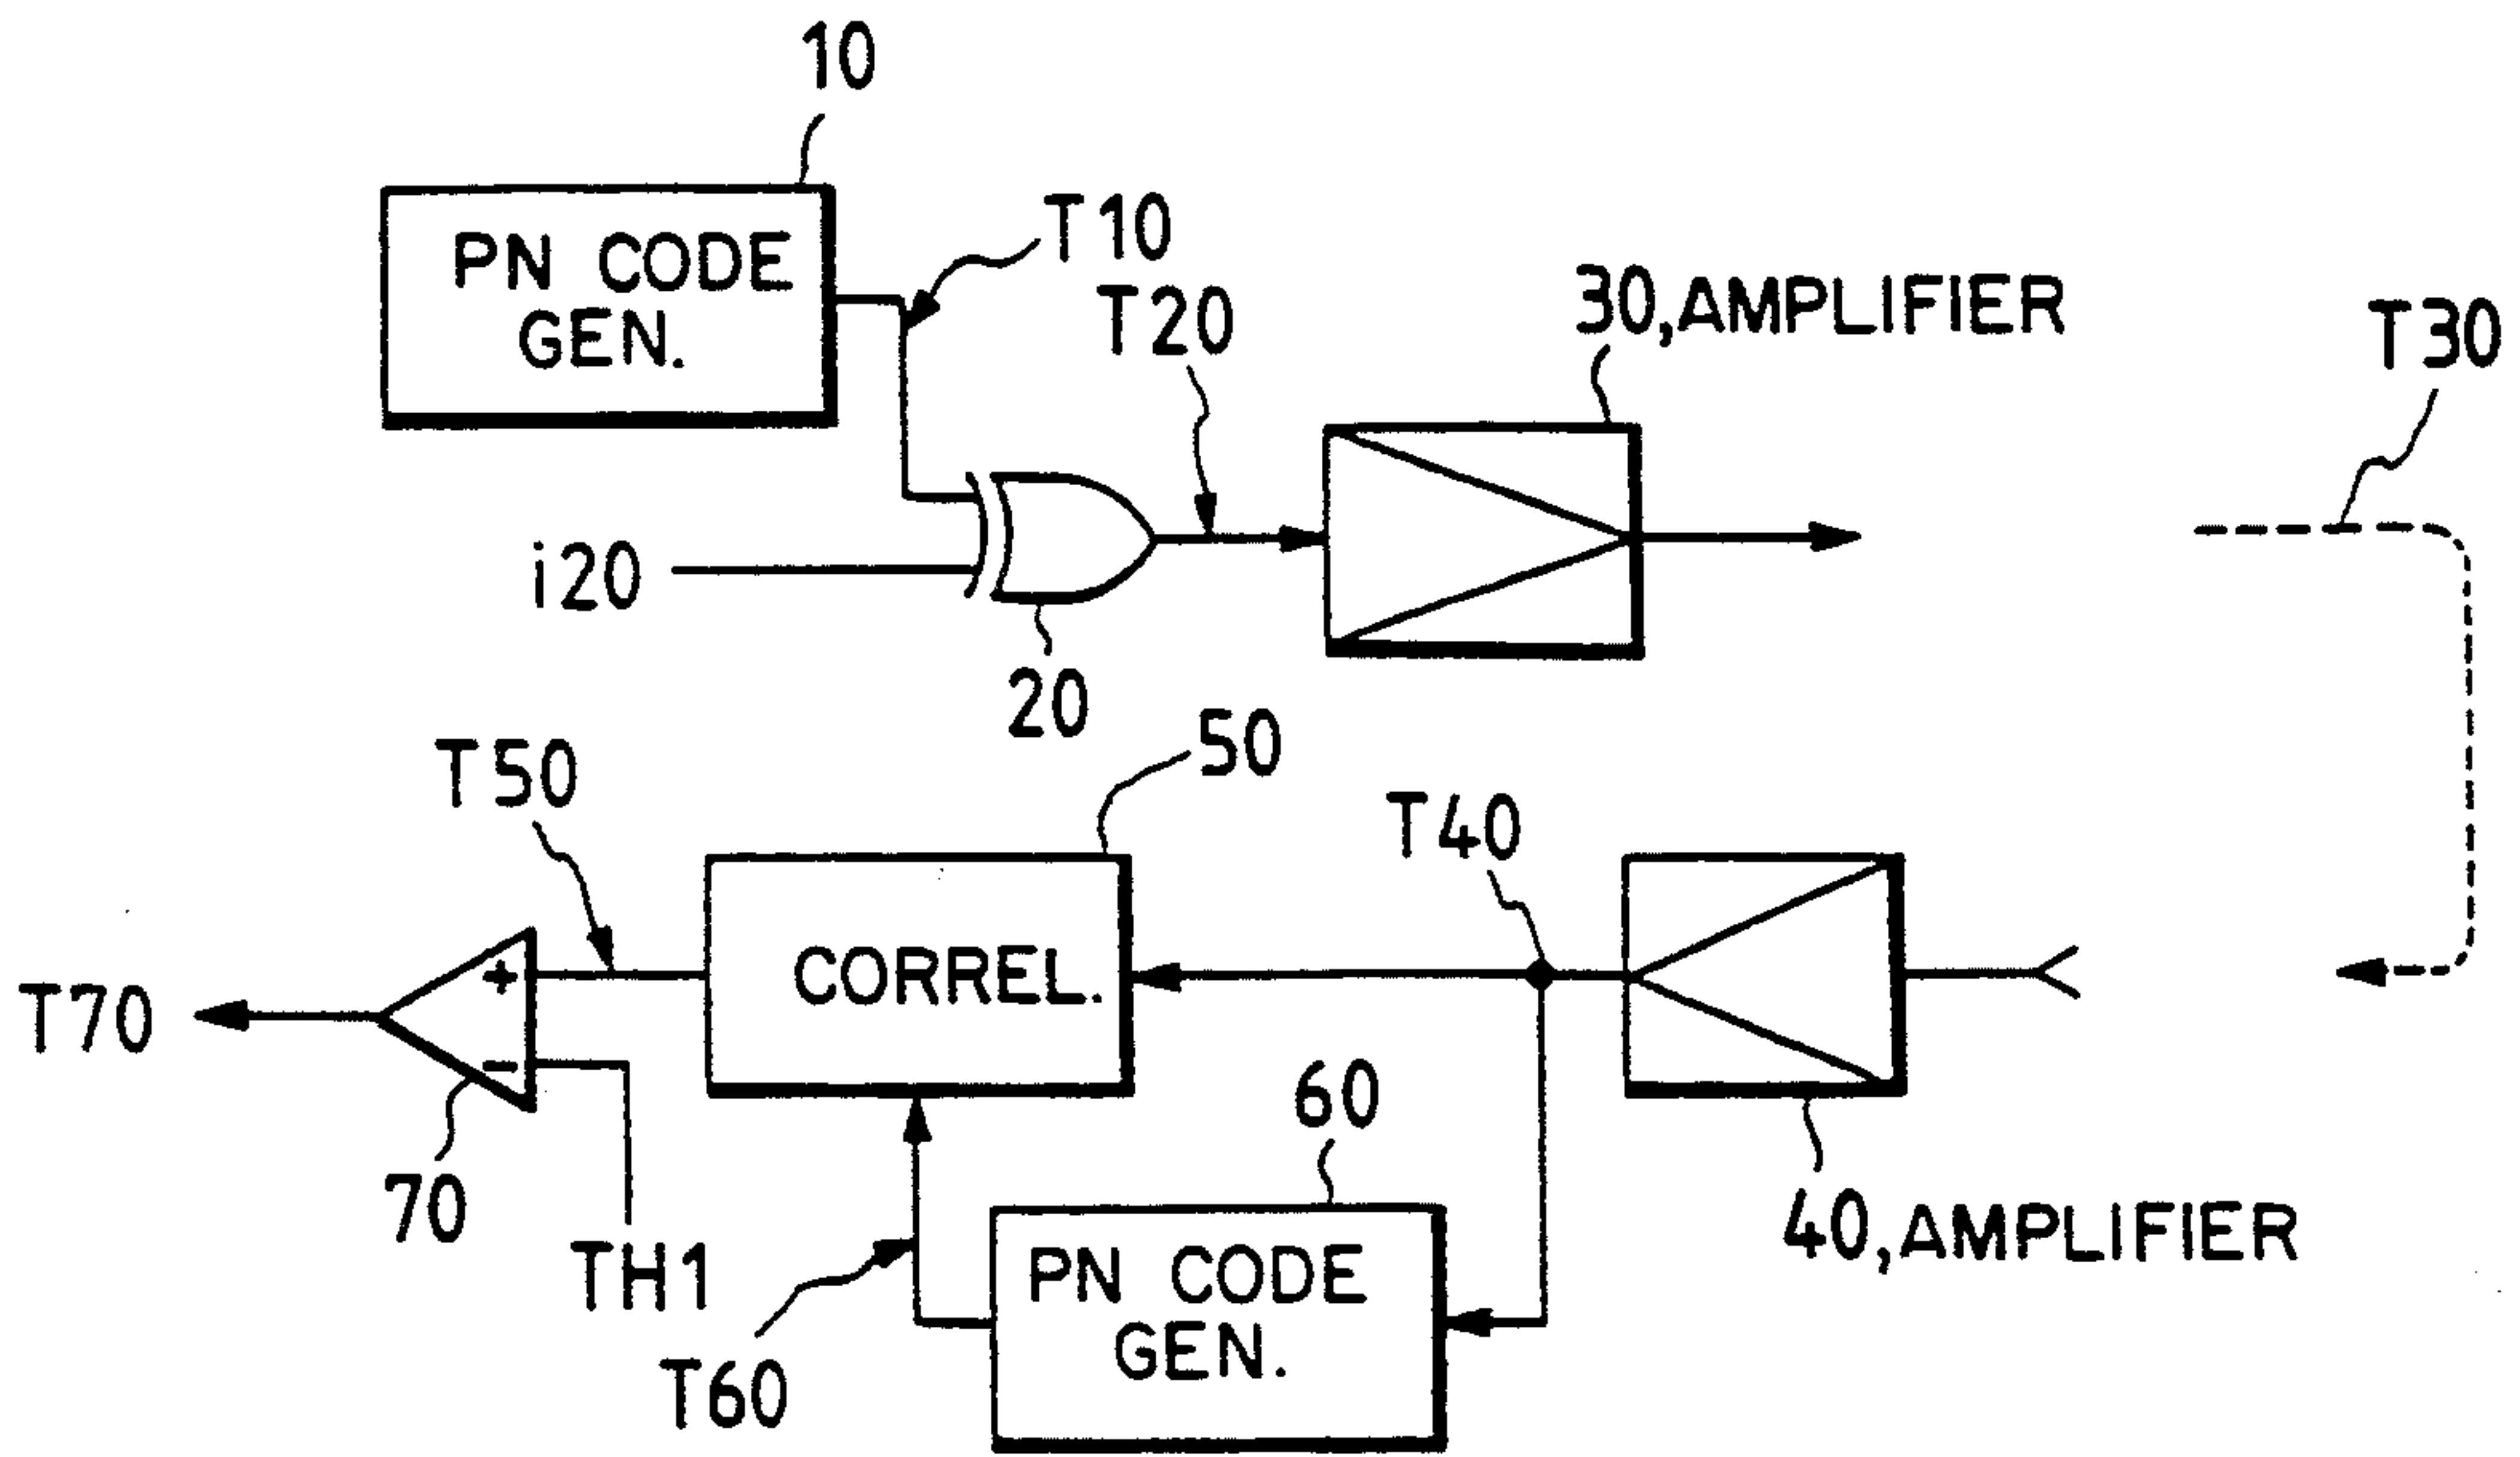 10
PN CODE
GEN.
T10
T20
30,AMPLIFIER
T30
i20
20
50
T50
T40
CORREL.
+
T70
-
60
70
TH1
40,AMPLIFIER
PN CODE
GEN.
T60